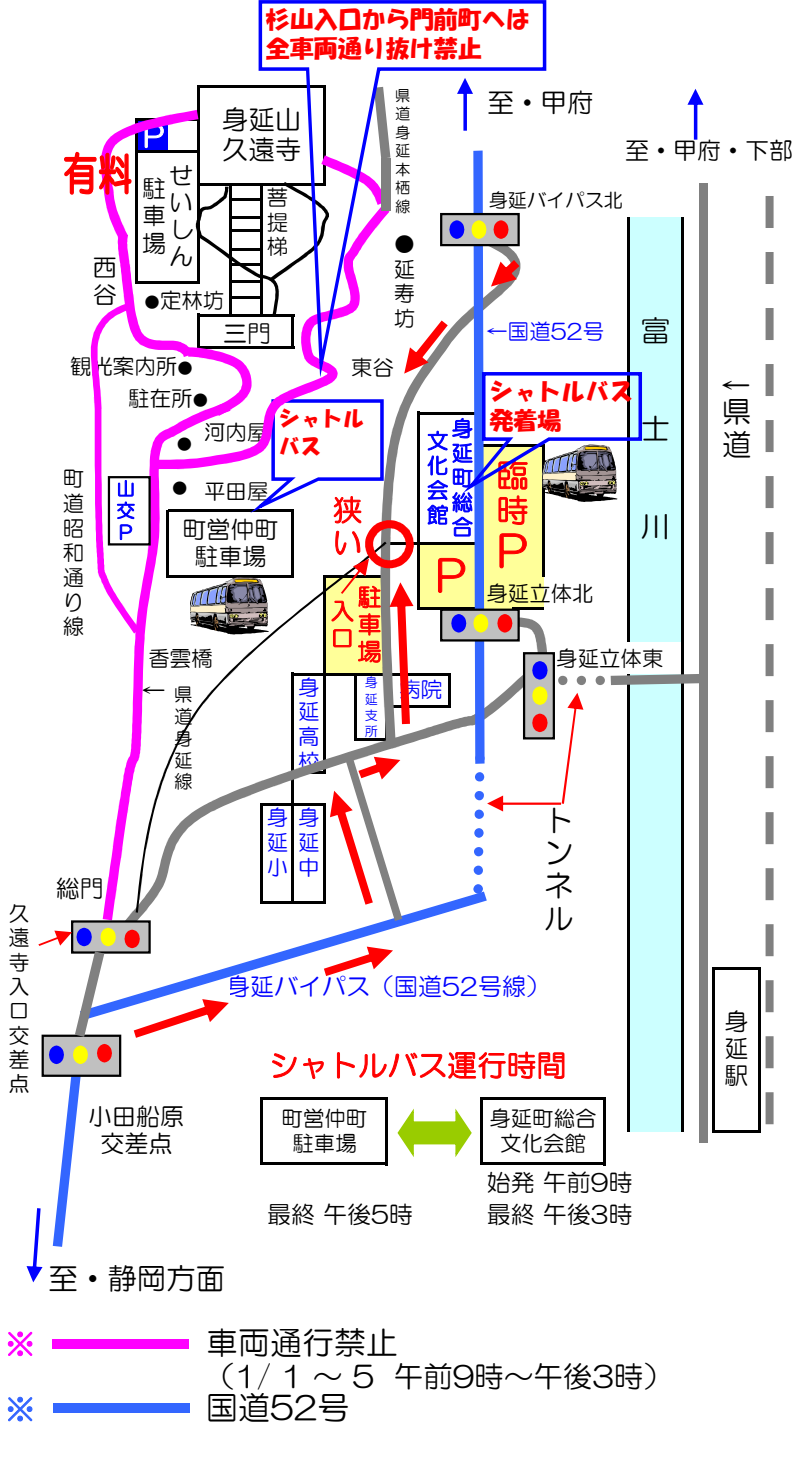 杉山入口から門前町へは
全車両通り抜け禁止
至・甲府
至・甲府・下部
身延山
久遠寺
県道身延本栖線
P
有料
せいしん
駐車場
菩提梯
三門
西谷
●定林坊
延寿坊
身延バイパス北
←国道52号
富士川
←県道
観光案内所●
駐在所●
河内屋
平田屋
東谷
シャトル
バス
シャトルバス
発着場
身延町総合
文化会館
臨時P
P
町道昭和通り線
山交P
町営仲町
駐車場
狭い
駐車場
入口
身延立体北
身延立体東
香雲橋
←県道身延線
身延高校
身延支所
病院
身延小
身延中
トンネル
総門
久遠寺入口交差点
身延バイパス（国道52号線）
小田船原
交差点
身延駅
シャトルバス運行時間
町営仲町
駐車場
身延町総合
文化会館
始発 午前9時
最終 午後5時
最終 午後3時
至・静岡方面
※ 車両通行禁止
（1/ 1 ～ 5 午前9時～午後3時）
※ 国道52号